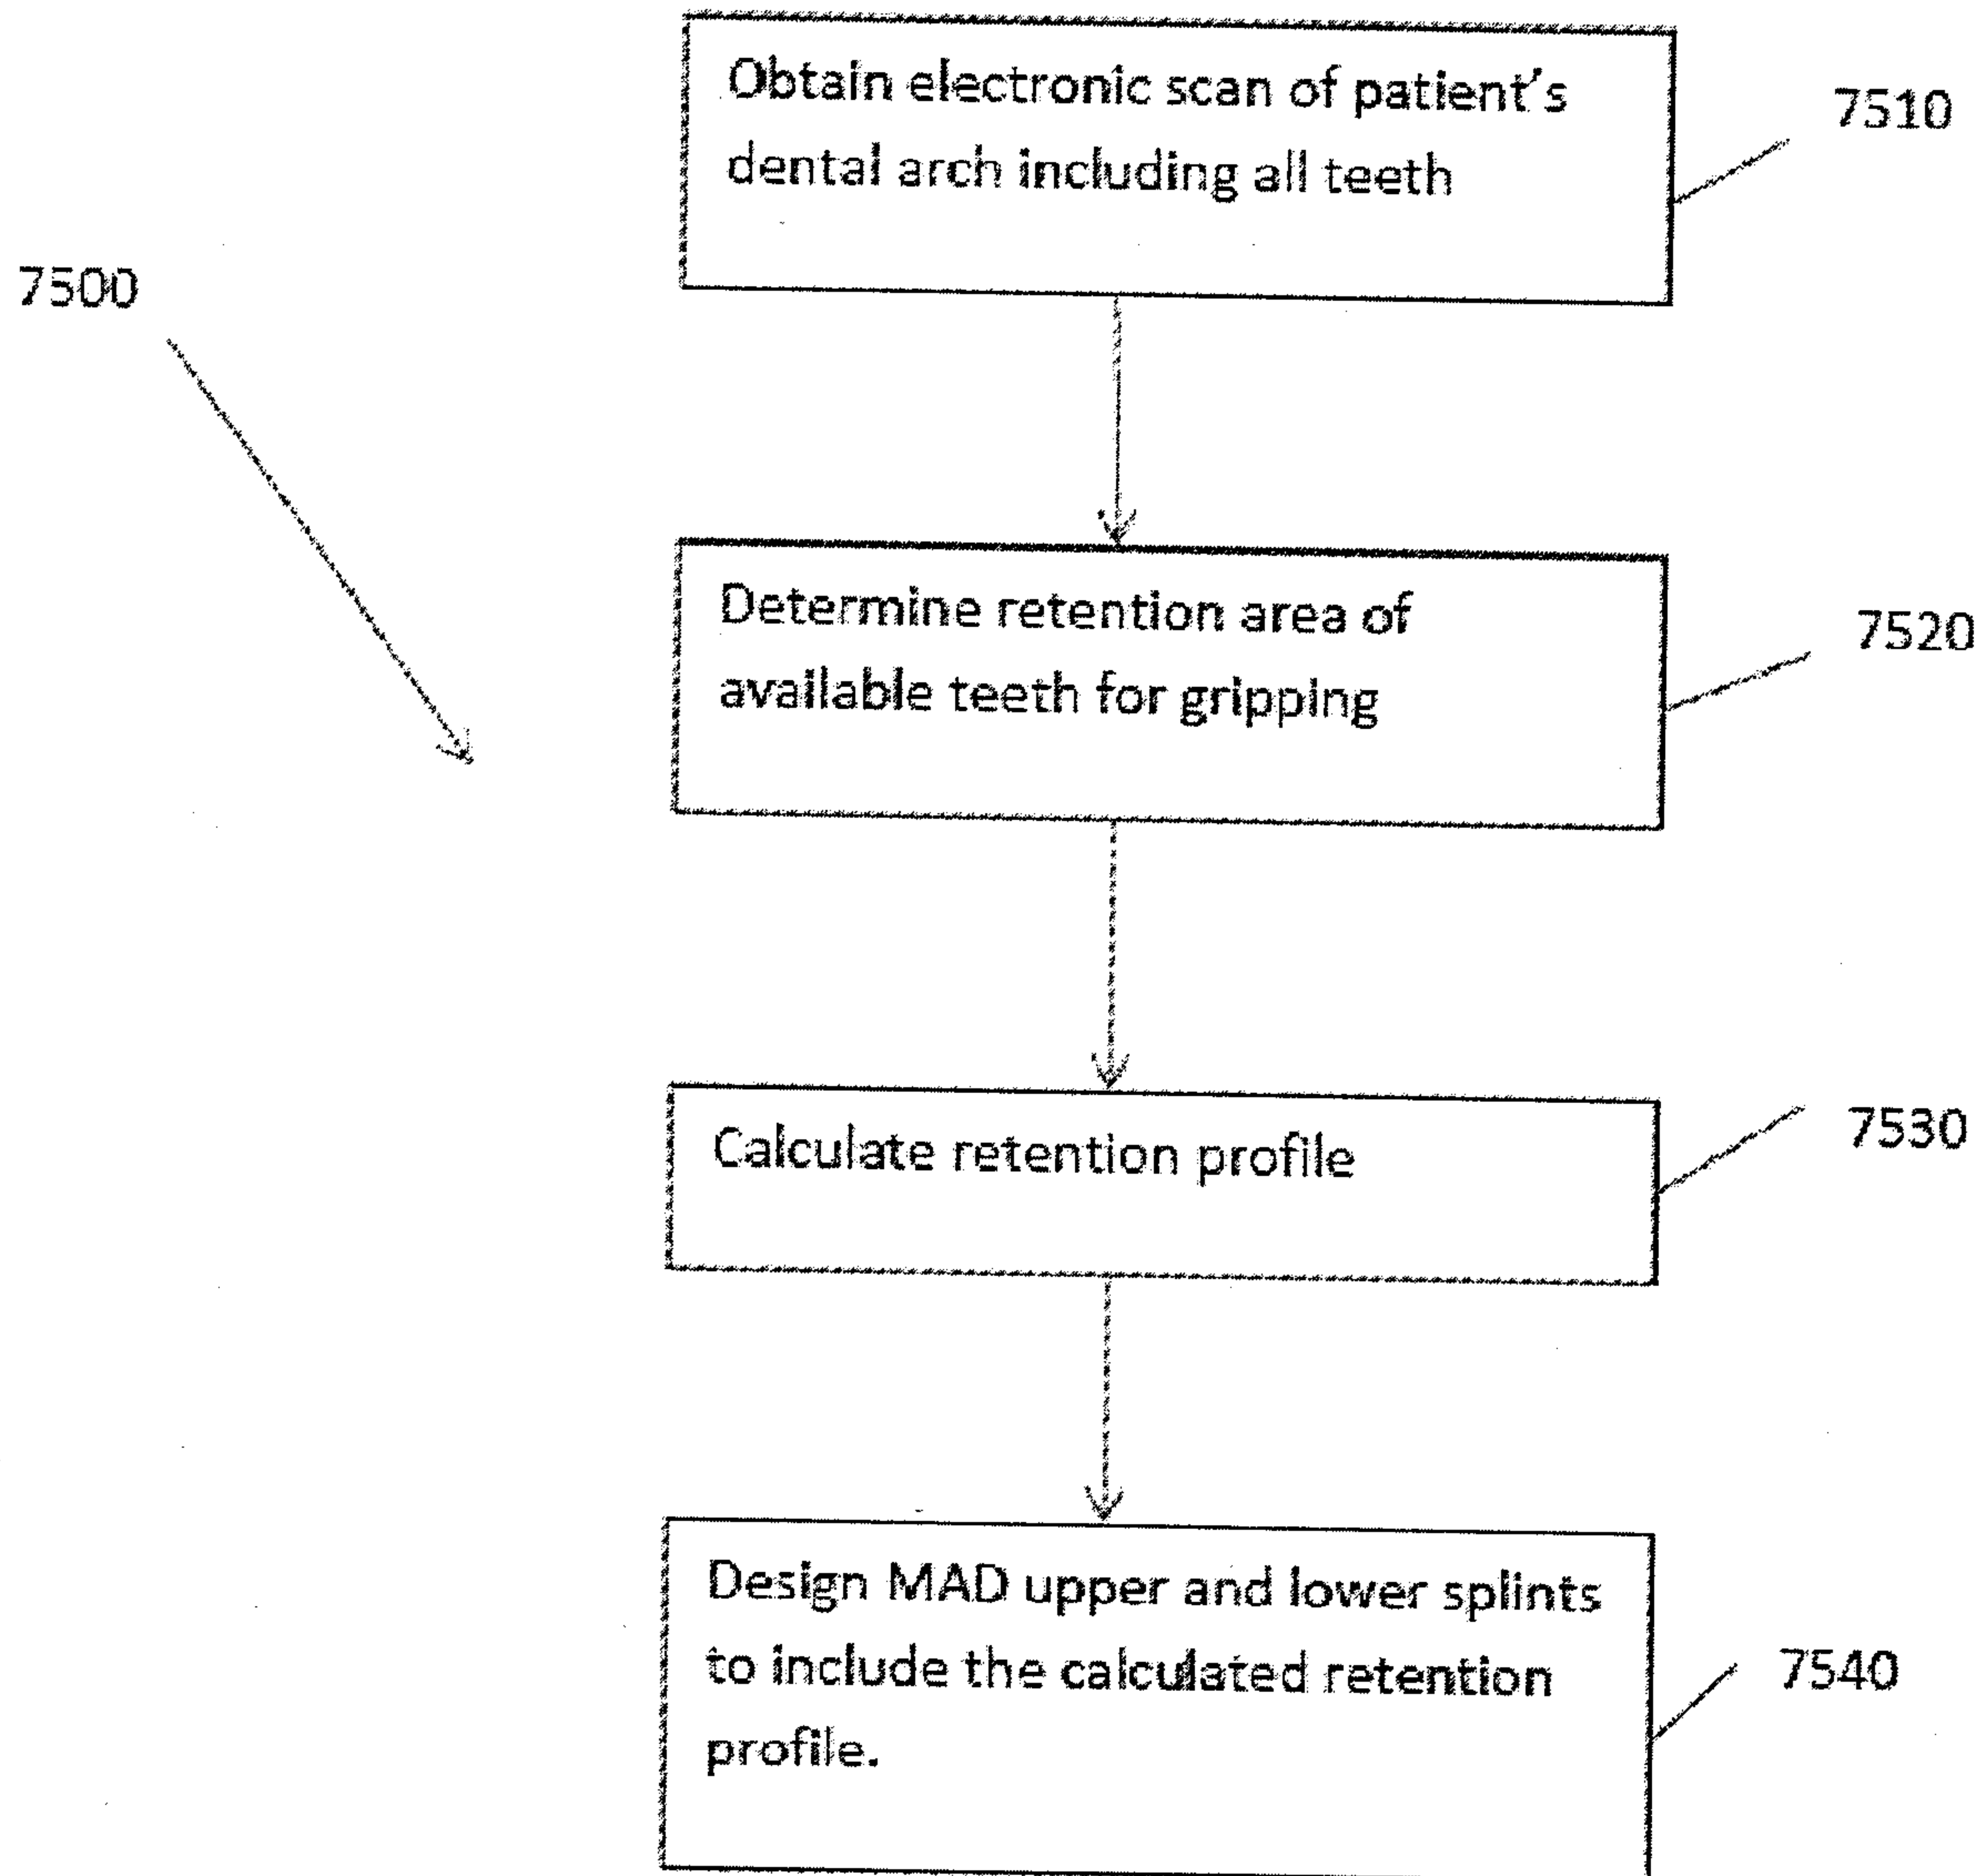 Obtain electronic scan of patient's
dental arch including all teeth
7510
7500
Determine retention area of
available teeth for gripping
7520
Calculate retention profile
7530
Design MAD upper and lower splints
to include the calculated retention
profile.
7540